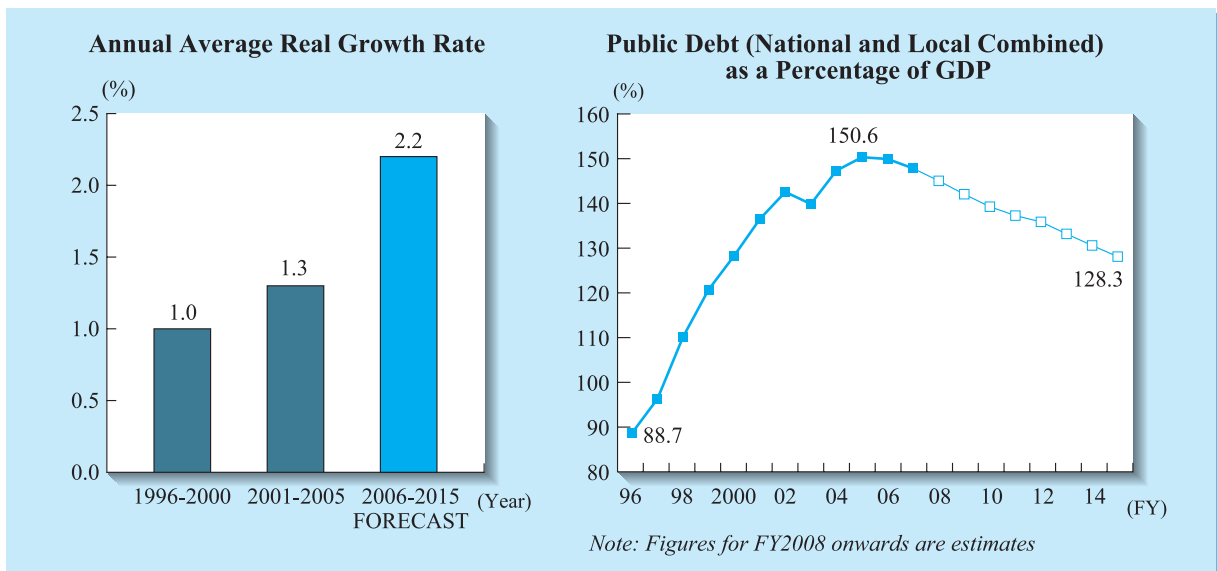 Annual Average Real Growth Rate
(%)
2.5
2.0
1.5
1.0
0.5
0.0
1.0
1.3
2.2
1996-2000 2001-2005 2006-2015 (Year)
FORECAST
Public Debt (National and Local Combined)
as a Percentage of GDP
(%)
160
150
140
130
120
110
100
90
80
150.6
128.3
88.7
96 98 2000 02 04 06 08 10 12 14
(FY)
Note: Figures for FY2008 onwards are estimates